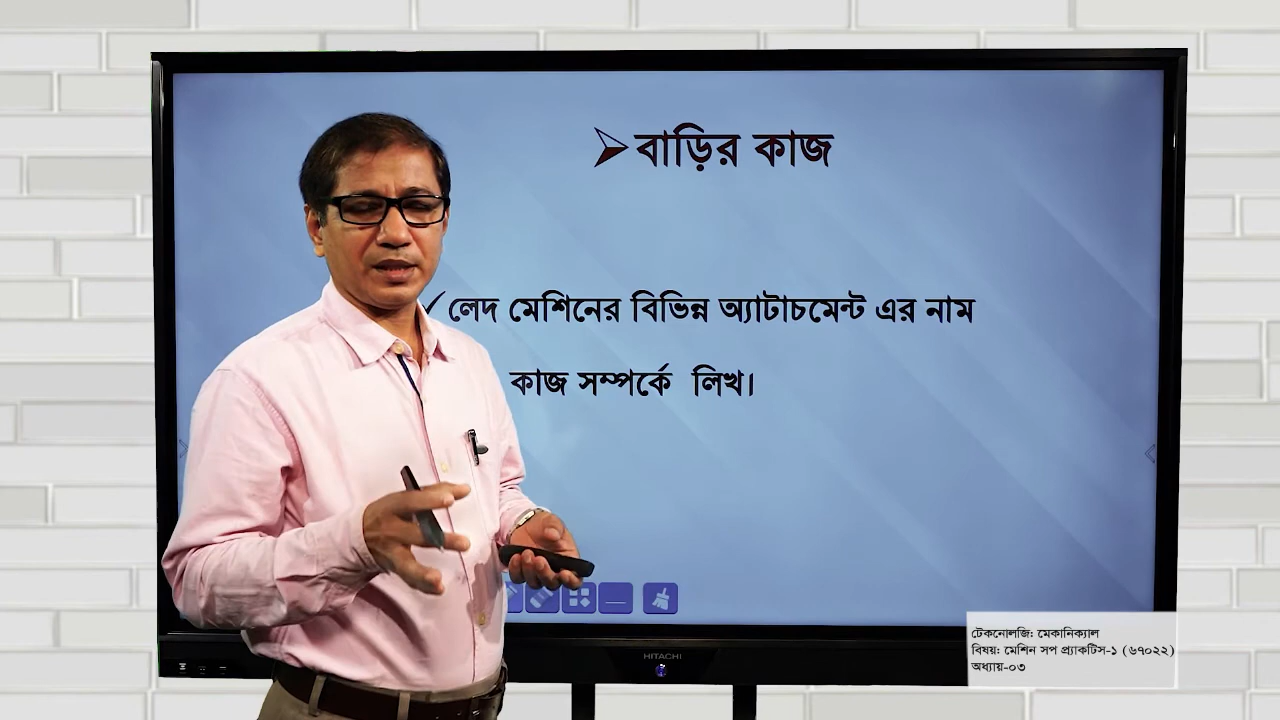 বাড়ির কাজ
লেদ মেশিনের বিভিন্ন অ্যাটাচমেন্ট এর নাম
কাজ সম্পর্কে লিখ।
HITACHI
টেকনোলজি: মেকানিক্যাল
বিষয়: মেশিন সপ প্র্যাকটিস-১ (৬৭০২২)
অধ্যায়-০৩